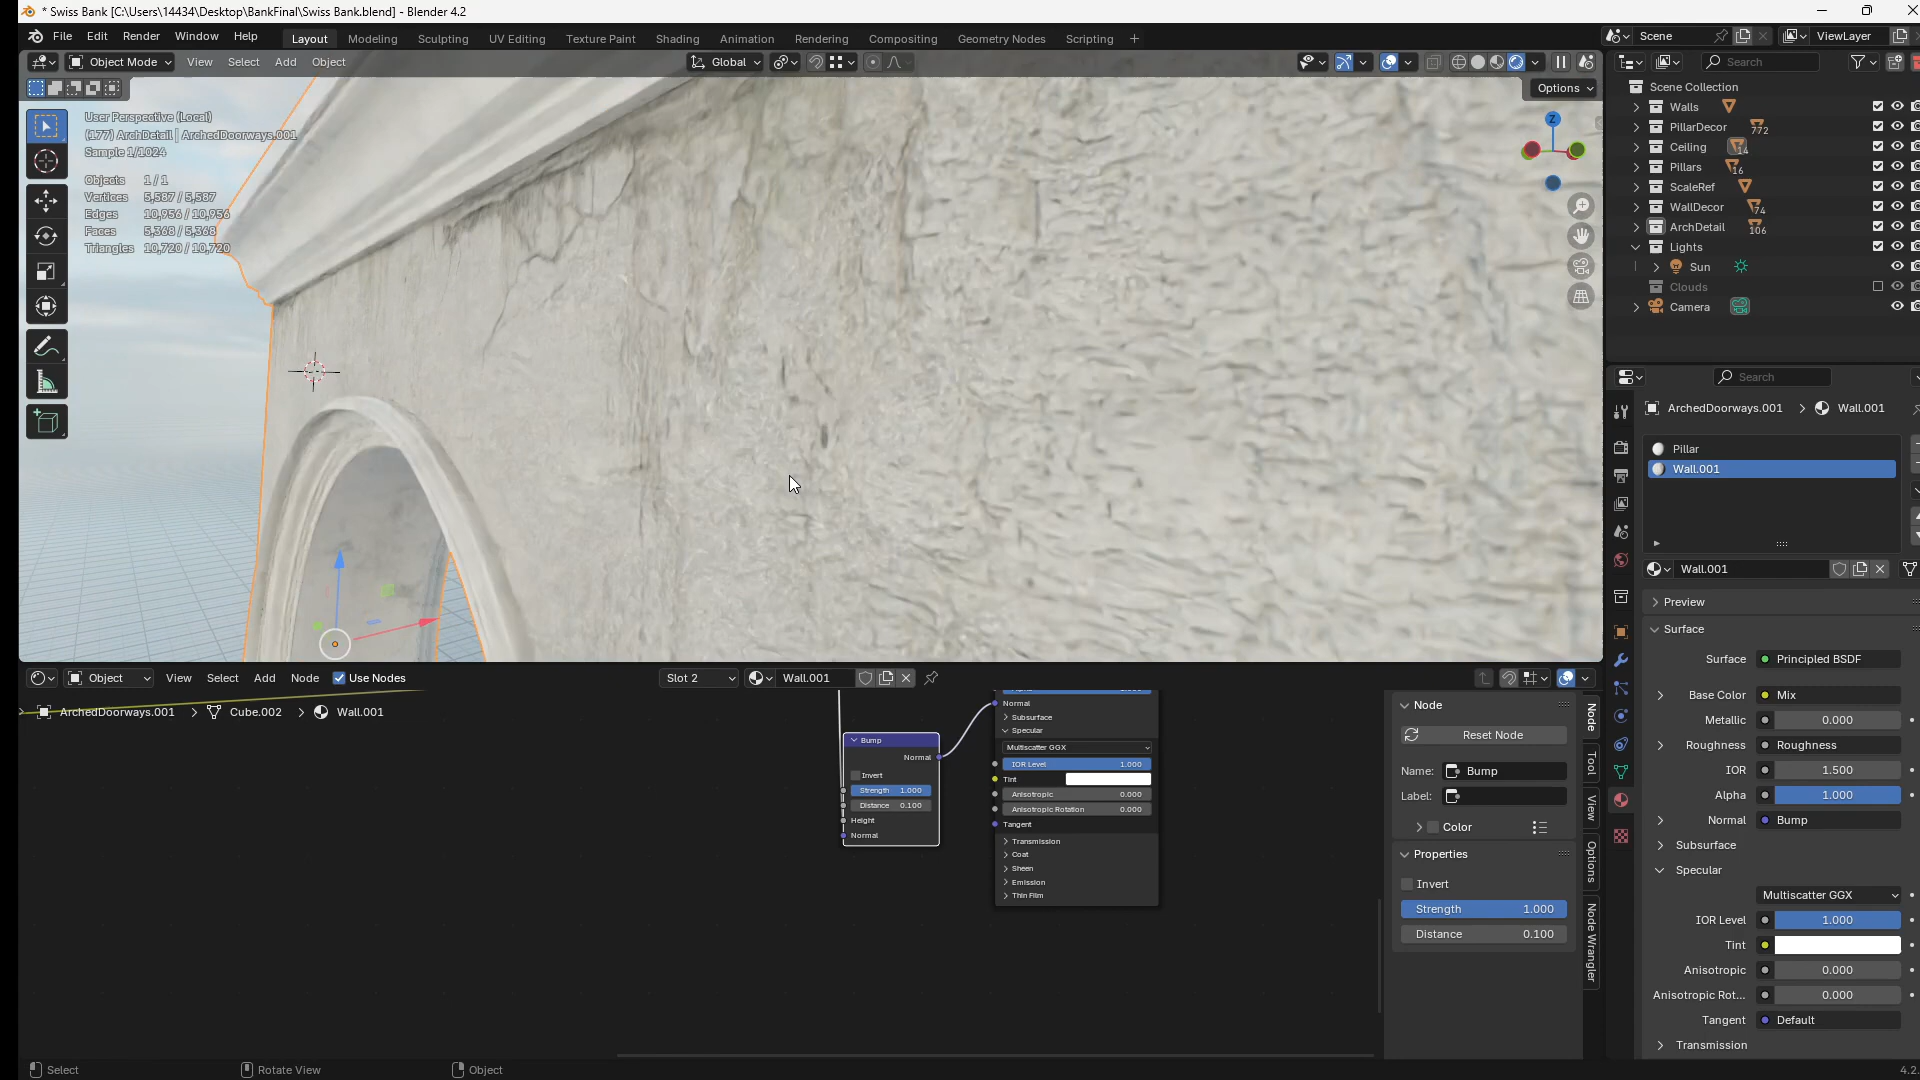 * Swiss Bank [C:\Users\14434\Desktop\BankFinal\Swiss Bank.blend] - Blender 4.2
File Edit Render Window Help
Layout Modeling Sculpting UV Editing Texture Paint Shading Animation Rendering Compositing Geometry Nodes Scripting +
Scene ViewLayer
Object Mode View Select Add Object
Global
Search
Options
User Perspective (Local)
(177) ArchDetail | ArchedDoorways.001
Sample 1/1024
Objects 1 / 1
Vertices 5,587 / 5,587
Edges 10,956 / 10,956
Faces 5,368 / 5,368
Triangles 10,720 / 10,720
Z
Scene Collection
Walls
PillarDecor 772
Ceiling 14
Pillars 16
ScaleRef
WallDecor 74
ArchDetail 106
Lights
Sun
Clouds
Camera
Search
ArchedDoorways.001 > Wall.001
Pillar
Wall.001
Wall.001
Preview
Surface
Surface Principled BSDF
Base Color Mix
Metallic 0.000
Roughness Roughness
IOR 1.500
Alpha 1.000
Normal Bump
Subsurface
Specular
Multiscatter GGX
IOR Level 1.000
Tint
Anisotropic 0.000
Anisotropic Rot... 0.000
Tangent Default
Transmission
Object View Select Add Node Use Nodes
Slot 2 Wall.001
ArchedDoorways.001 > Cube.002 > Wall.001
Bump
Normal
Invert
Strength 1.000
Distance 0.100
Height
Normal
Normal
Subsurface
Specular
Multiscatter GGX
IOR Level 1.000
Tint
Anisotropic 0.000
Anisotropic Rotation 0.000
Tangent
Transmission
Coat
Sheen
Emission
Thin Film
Node
Reset Node
Name: Bump
Label:
Color
Properties
Invert
Strength 1.000
Distance 0.100
Node
Tool
View
Options
Node Wrangler
Select Rotate View Object
4.2.